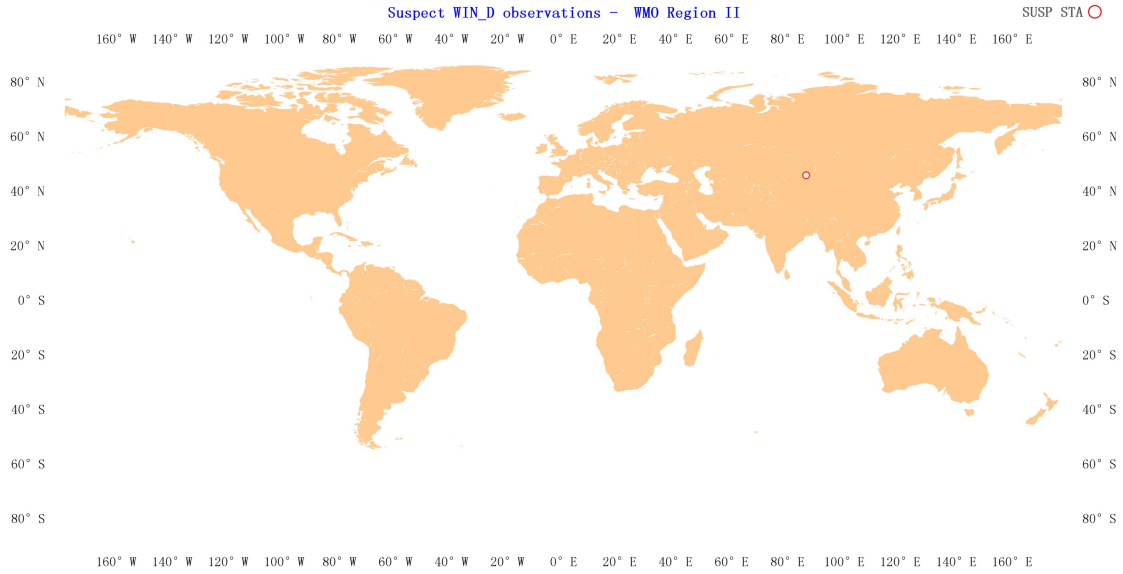 Suspect WIN_D observations - WMO Region II
SUSP STA
160° W 140° W 120° W 100° W 80° W 60° W 40° W 20° W 0° E 20° E 40° E 60° E 80° E 100° E 120° E 140° E 160° E
80° N 80° N
60° N 60° N
40° N 40° N
20° N 20° N
0° S 0° S
20° S 20° S
40° S 40° S
60° S 60° S
80° S 80° S
160° W 140° W 120° W 100° W 80° W 60° W 40° W 20° W 0° E 20° E 40° E 60° E 80° E 100° E 120° E 140° E 160° E